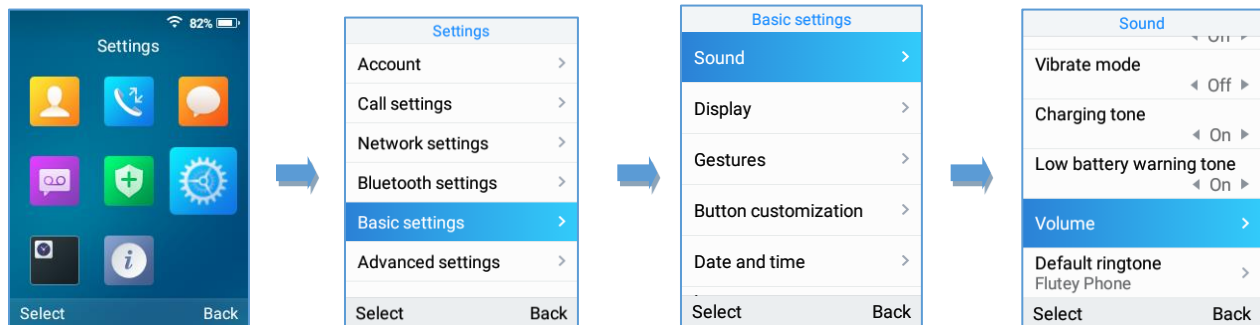 82%
Settings
Select Back
Settings
Account
Call settings
Network settings
Bluetooth settings
Basic settings
Advanced settings
Select Back
Basic settings
Sound
Display
Gestures
Button customization
Date and time
Select Back
Sound
Vibrate mode
Off
Charging tone
On
Low battery warning tone
On
Volume
Default ringtone
Flutey Phone
Select Back